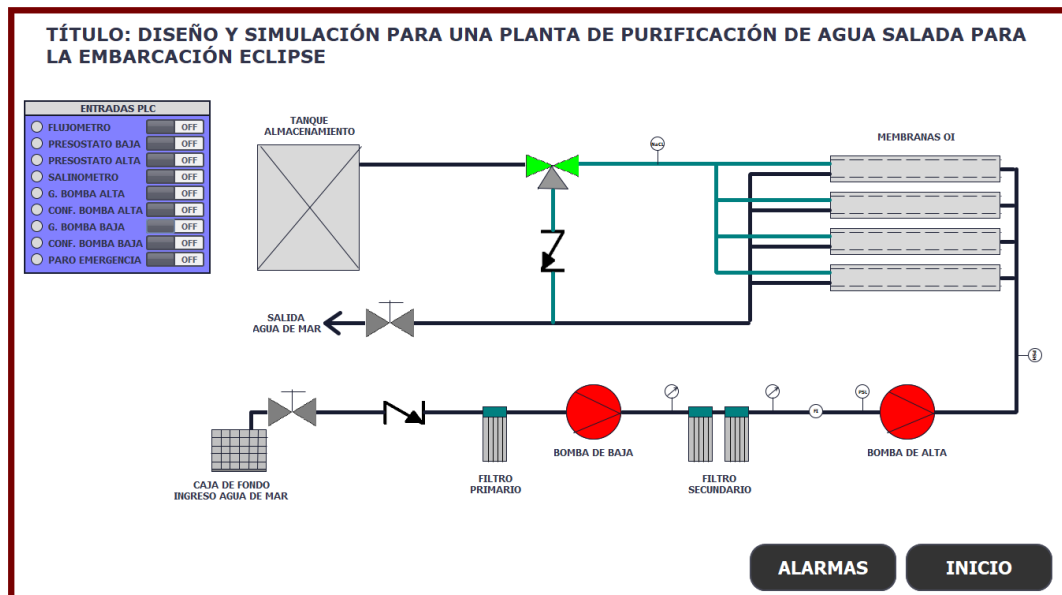 TÍTULO: DISEÑO Y SIMULACIÓN PARA UNA PLANTA DE PURIFICACIÓN DE AGUA SALADA PARA
LA EMBARCACIÓN ECLIPSE
ENTRADAS PLC
FLUJOMETRO OFF
PRESOSTATO BAJA OFF
PRESOSTATO ALTA OFF
SALINOMETRO OFF
G. BOMBA ALTA OFF
CONF. BOMBA ALTA OFF
G. BOMBA BAJA OFF
CONF. BOMBA BAJA OFF
PARO EMERGENCIA OFF
TANQUE
ALMACENAMIENTO
NaCL
MEMBRANAS OI
SALIDA
AGUA DE MAR
PSH
PSL
BOMBA DE BAJA
BOMBA DE ALTA
FILTRO
PRIMARIO
FILTRO
SECUNDARIO
CAJA DE FONDO
INGRESO AGUA DE MAR
ALARMAS
INICIO